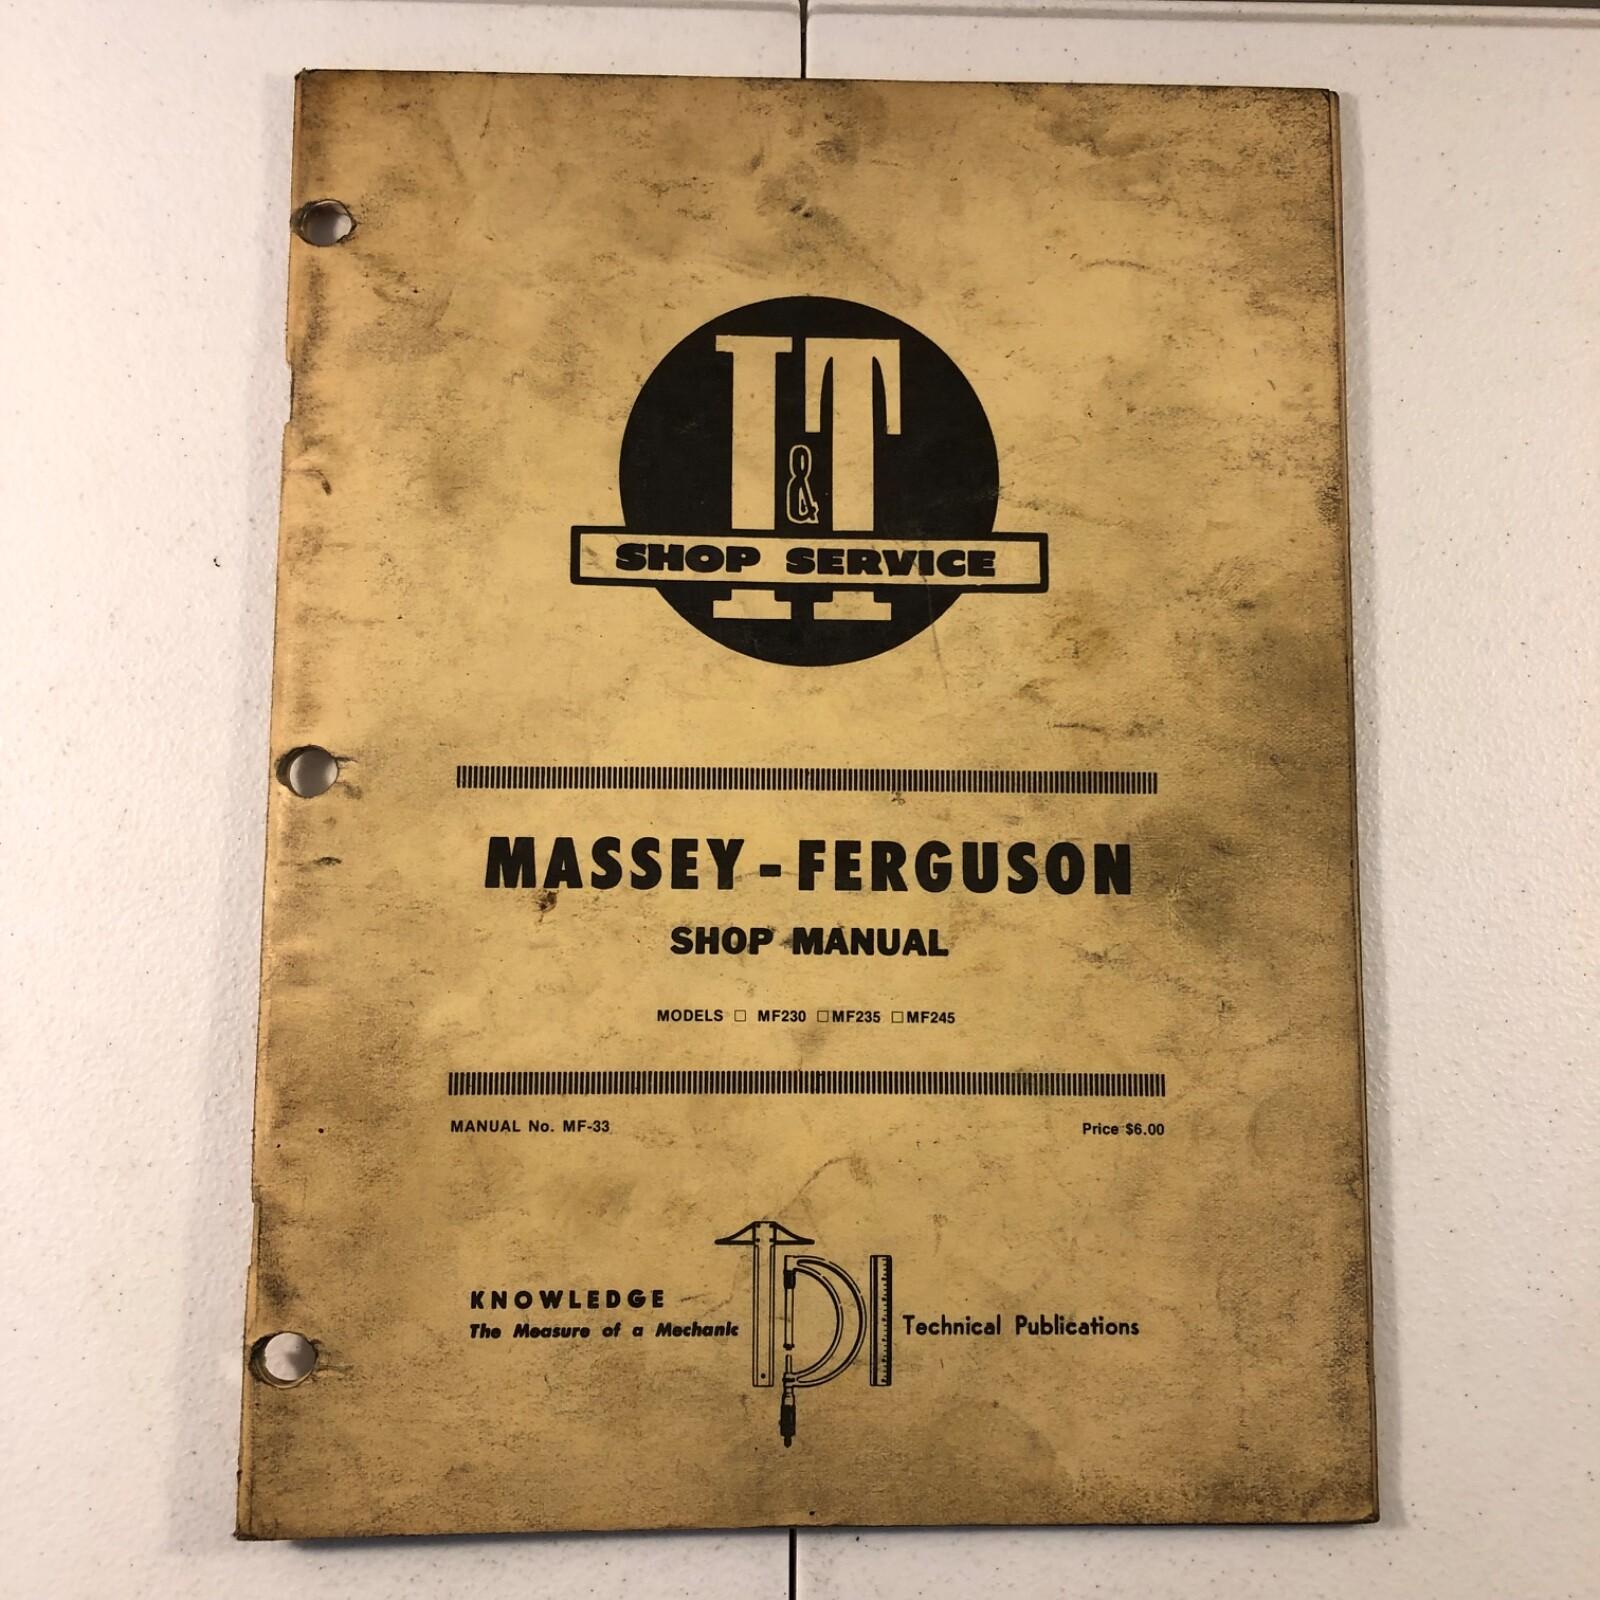 I&T
SHOP SERVICE
MASSEY-FERGUSON
SHOP MANUAL
MODELS □ MF230 □MF235 □MF245
MANUAL No. MF-33 Price $6.00
KNOWLEDGE
The Measure of a Mechanic
TPI
Technical Publications